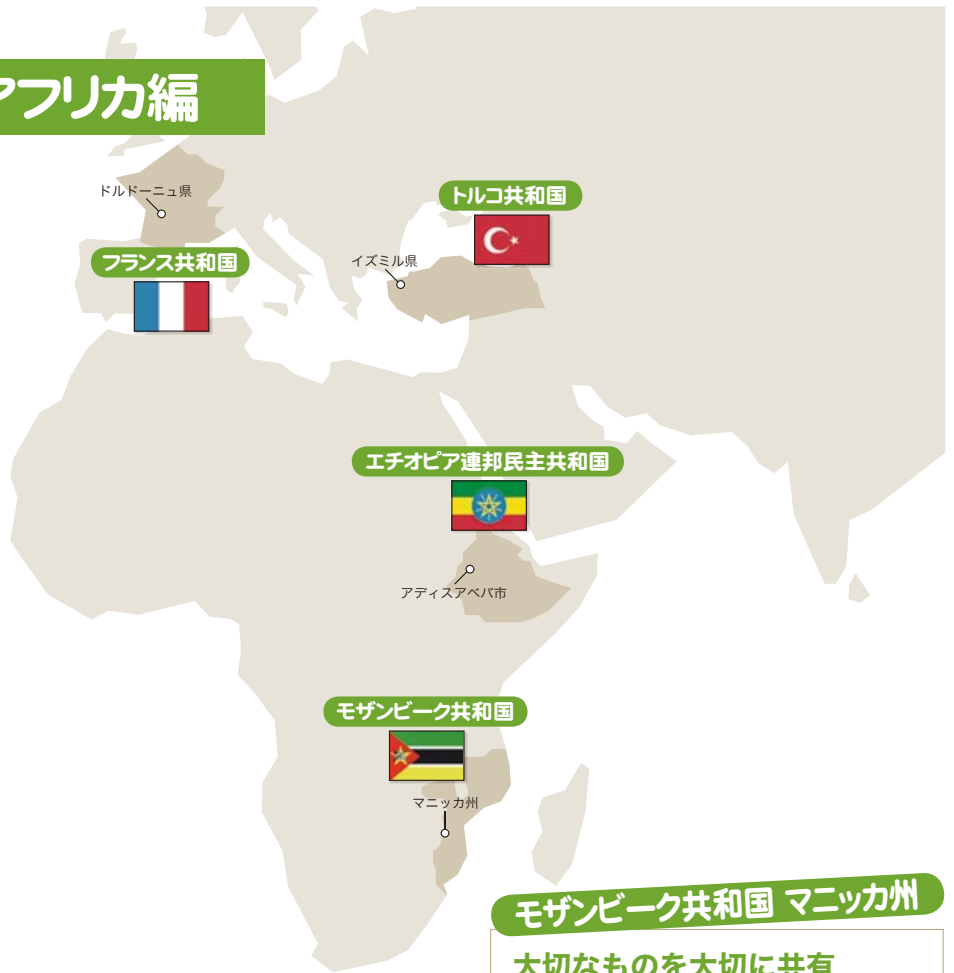 アフリカ編
ドルドーニュ県
トルコ共和国
フランス共和国
イズミル県
エチオピア連邦民主共和国
アディスアベバ市
モザンビーク共和国
マニッカ州
モザンビーク共和国 マニッカ州
大切なものを大切に共有